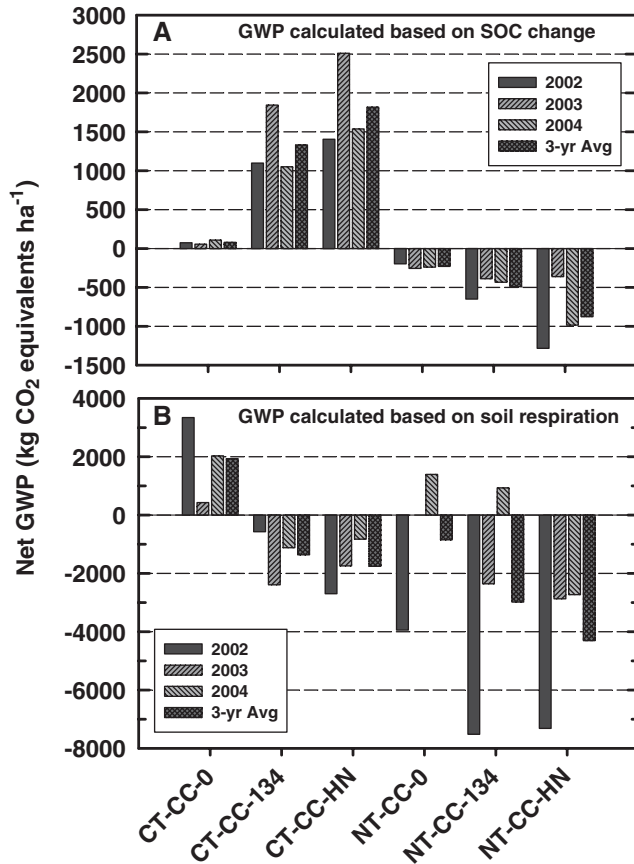 Net GWP (kg CO₂ equivalents ha⁻¹)
A GWP calculated based on SOC change
3000
2500
2000
1500
1000
500
0
-500
-1000
-1500
2002
2003
2004
3-yr Avg
B GWP calculated based on soil respiration
4000
2000
0
-2000
-4000
-6000
-8000
2002
2003
2004
3-yr Avg
CT-CC-0
CT-CC-134
CT-CC-HN
NT-CC-0
NT-CC-134
NT-CC-HN